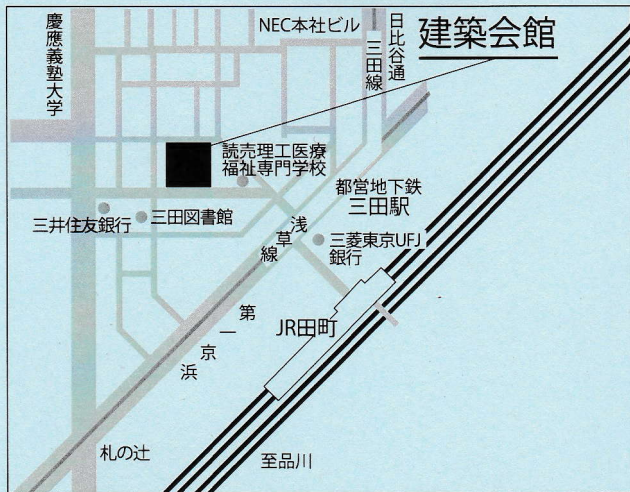 慶應義塾大学
NEC本社ビル
三田線
日比谷通
建築会館
読売理工医療
福祉専門学校
都営地下鉄
三田駅
三井住友銀行
三田図書館
浅草線
三菱東京UFJ
銀行
第一京浜
JR田町
札の辻
至品川